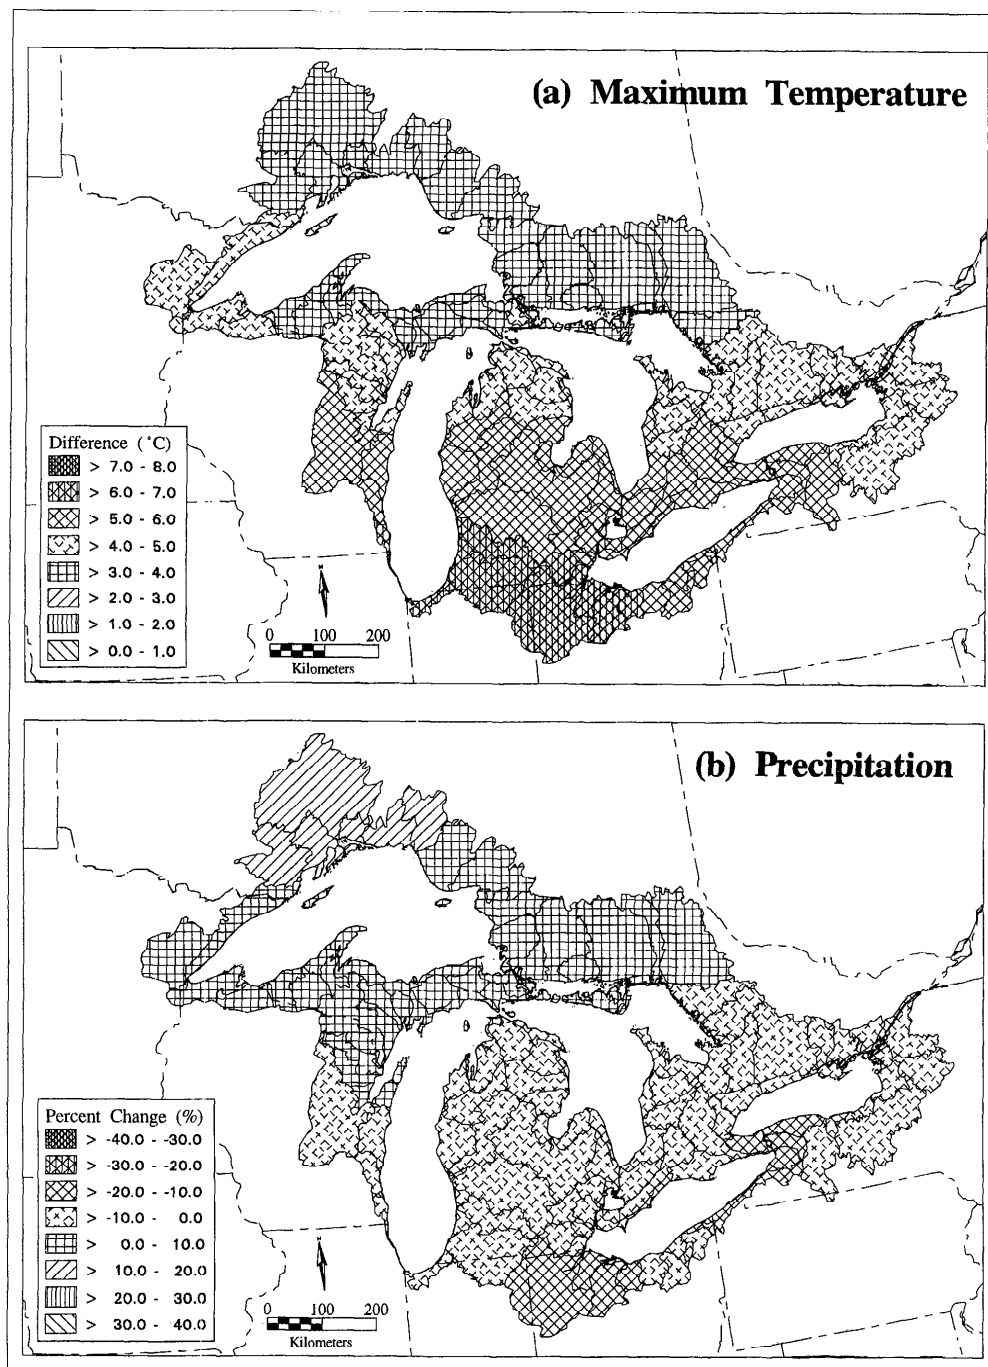 (a) Maximum Temperature
Difference (°C)
> 7.0 - 8.0
> 6.0 - 7.0
> 5.0 - 6.0
> 4.0 - 5.0
> 3.0 - 4.0
> 2.0 - 3.0
> 1.0 - 2.0
> 0.0 - 1.0
N
0 100 200
Kilometers
(b) Precipitation
Percent Change (%)
> -40.0 - -30.0
> -30.0 - -20.0
> -20.0 - -10.0
> -10.0 - 0.0
> 0.0 - 10.0
> 10.0 - 20.0
> 20.0 - 30.0
> 30.0 - 40.0
N
0 100 200
Kilometers